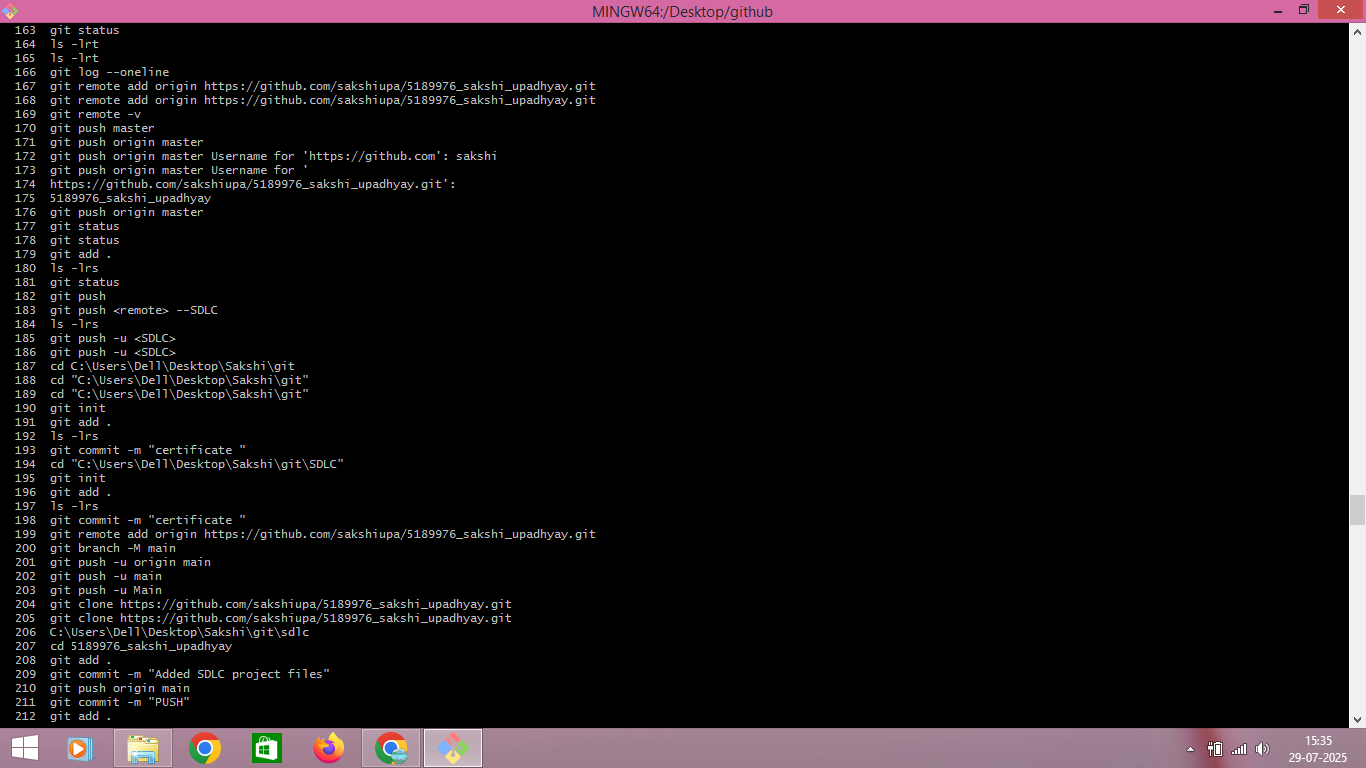 MINGW64:/Desktop/github
163 git status
164 ls -lrt
165 ls -lrt
166 git log --oneline
167 git remote add origin https://github.com/sakshiupa/5189976_sakshi_upadhyay.git
168 git remote add origin https://github.com/sakshiupa/5189976_sakshi_upadhyay.git
169 git remote -v
170 git push master
171 git push origin master
172 git push origin master Username for 'https://github.com': sakshi
173 git push origin master Username for '
174 https://github.com/sakshiupa/5189976_sakshi_upadhyay.git':
175 5189976_sakshi_upadhyay
176 git push origin master
177 git status
178 git status
179 git add .
180 ls -lrs
181 git status
182 git push
183 git push <remote> --SDLC
184 ls -lrs
185 git push -u <SDLC>
186 git push -u <SDLC>
187 cd C:\Users\Dell\Desktop\Sakshi\git
188 cd "C:\Users\Dell\Desktop\Sakshi\git"
189 cd "C:\Users\Dell\Desktop\Sakshi\git"
190 git init
191 git add .
192 ls -lrs
193 git commit -m "certificate "
194 cd "C:\Users\Dell\Desktop\Sakshi\git\SDLC"
195 git init
196 git add .
197 ls -lrs
198 git commit -m "certificate "
199 git remote add origin https://github.com/sakshiupa/5189976_sakshi_upadhyay.git
200 git branch -M main
201 git push -u origin main
202 git push -u main
203 git push -u Main
204 git clone https://github.com/sakshiupa/5189976_sakshi_upadhyay.git
205 git clone https://github.com/sakshiupa/5189976_sakshi_upadhyay.git
206 C:\Users\Dell\Desktop\Sakshi\git\sdlc
207 cd 5189976_sakshi_upadhyay
208 git add .
209 git commit -m "Added SDLC project files"
210 git push origin main
211 git commit -m "PUSH"
212 git add .
15:35
29-07-2025